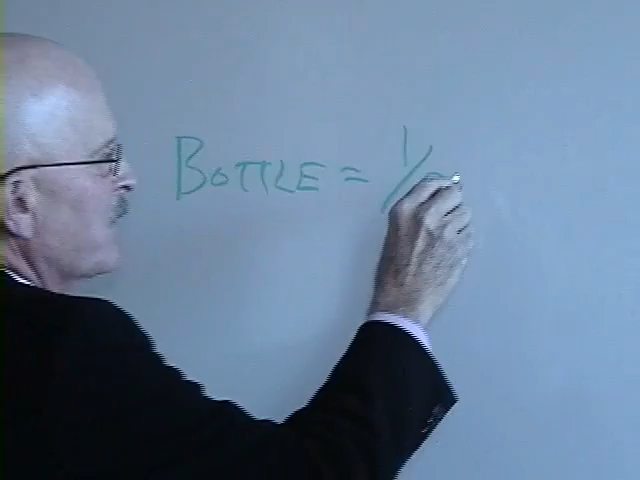 BOTTLE = 1/